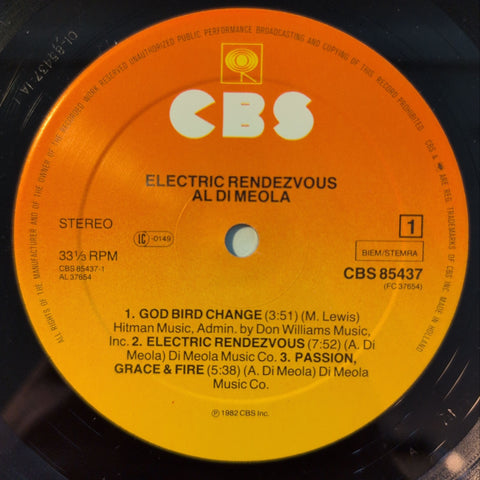 CBS
ELECTRIC RENDEZVOUS
AL DI MEOLA
STEREO
LC -0149
1
33⅓ RPM
BIEM/STEMRA
CBS 85437-1
AL 37654
CBS 85437
(FC 37654)
1. GOD BIRD CHANGE (3:51) (M. Lewis)
Hitman Music, Admin. by Don Williams Music,
Inc. 2. ELECTRIC RENDEZVOUS (7:52) (A. Di
Meola) Di Meola Music Co. 3. PASSION,
GRACE & FIRE (5:38) (A. Di Meola) Di Meola
Music Co.
℗ 1982 CBS Inc.
ALL RIGHTS OF THE MANUFACTURER AND OF THE OWNER OF THE RECORDED WORK RESERVED UNAUTHORIZED PUBLIC PERFORMANCE BROADCASTING AND COPYING OF THIS RECORD PROHIBITED
CBS & ARE REG. TRADEMARKS OF CBS INC. MADE IN HOLLAND